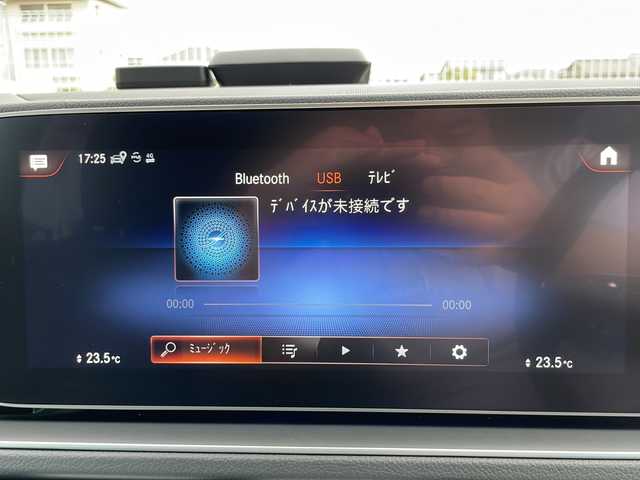 17:25 4G
Bluetooth USB ﾃﾚﾋﾞ
ﾃﾞﾊﾞｲｽが未接続です
00:00 00:00
ﾐｭｰｼﾞｯｸ
23.5℃ 23.5℃